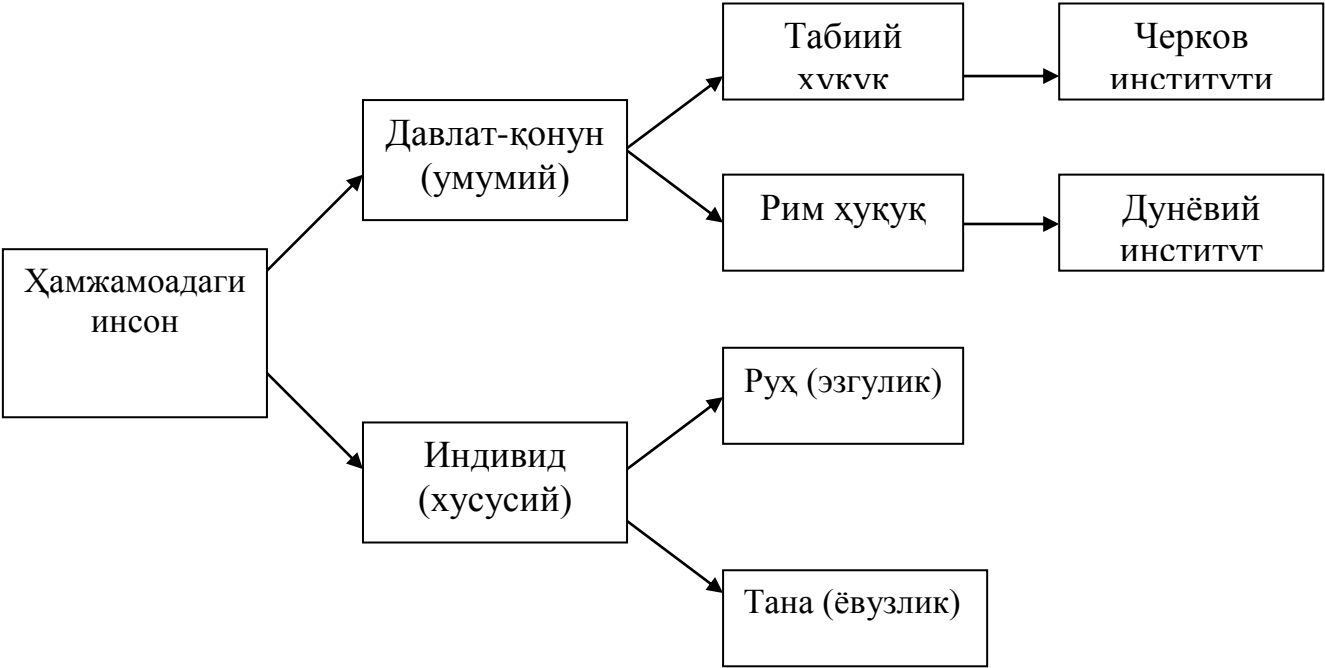 Табиий
ҳуқуқ
Черков
институти
Давлат-қонун
(умумий)
Рим ҳуқуқ
Дунёвий
институт
Ҳамжамоадаги
инсон
Руҳ (эзгулик)
Индивид
(хусусий)
Тана (ёвузлик)